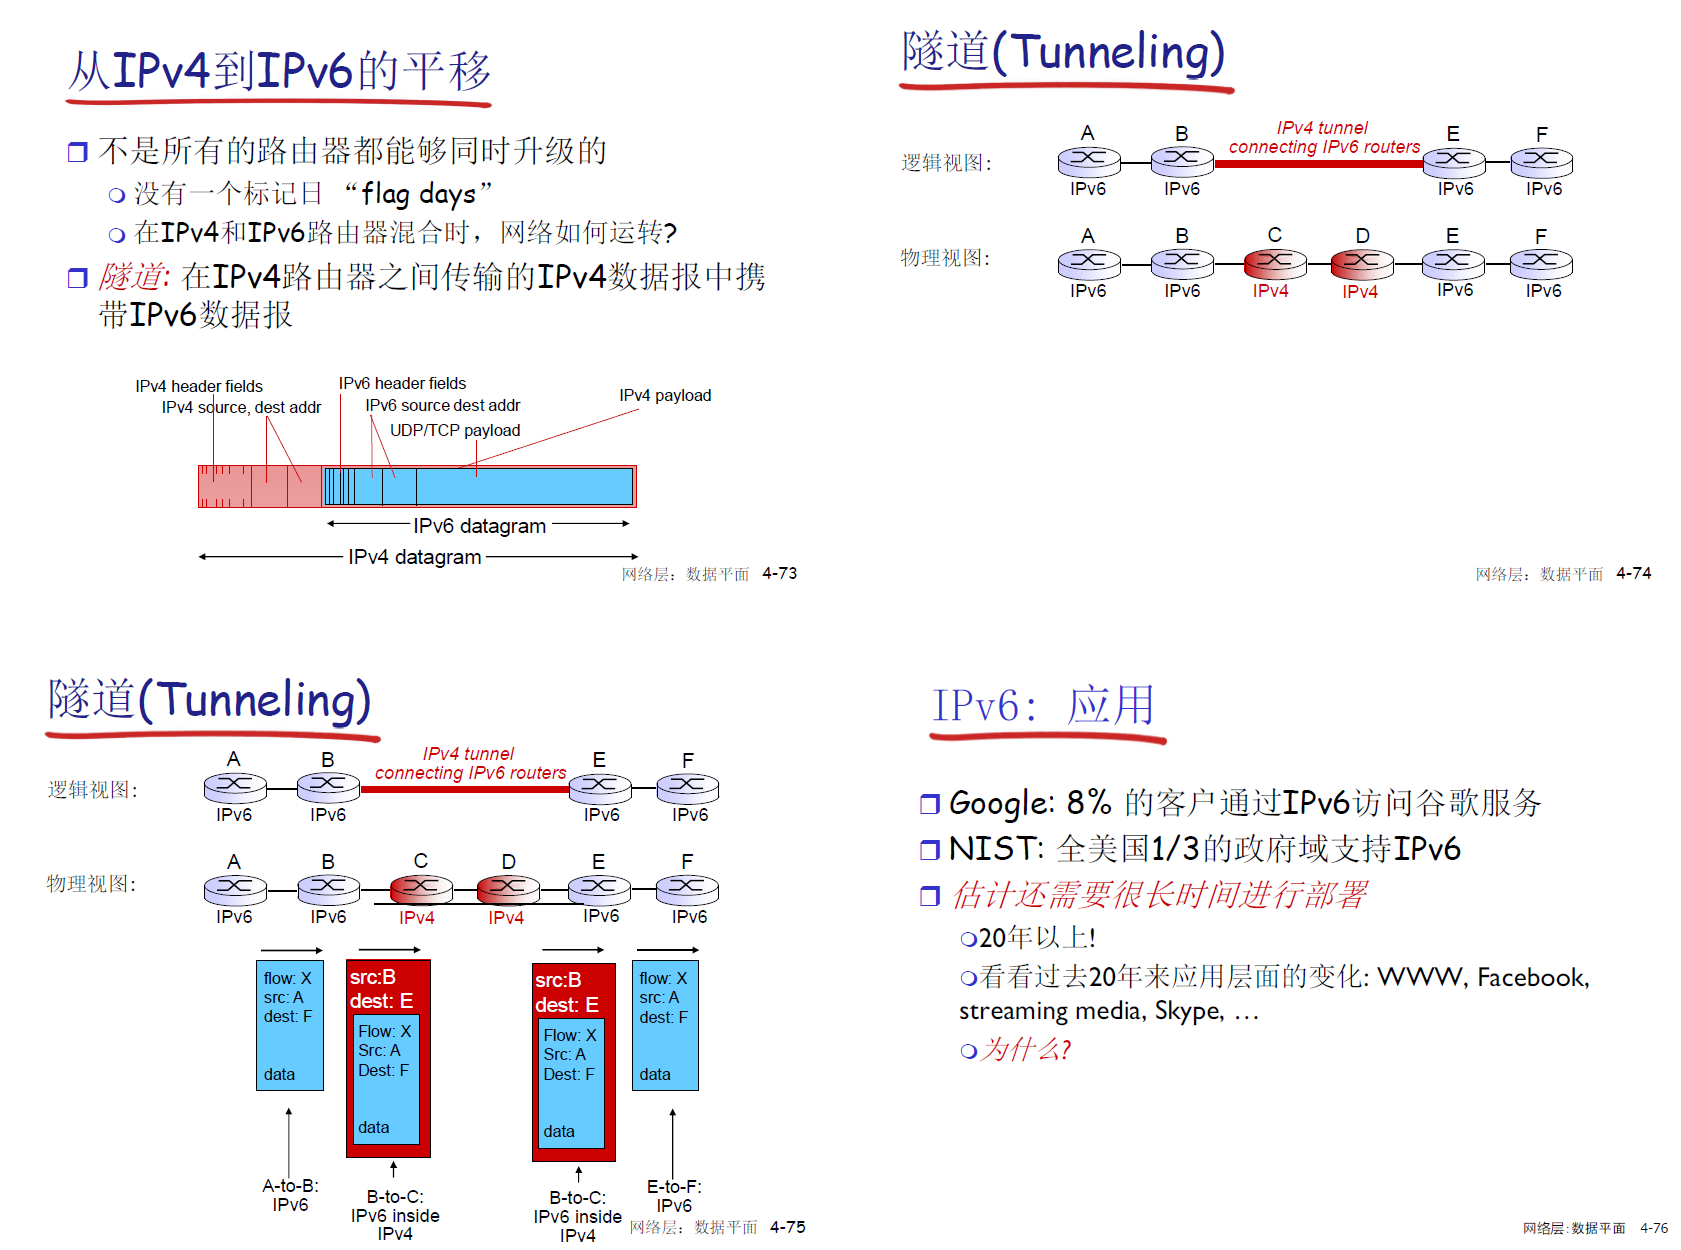 从IPv4到IPv6的平移
不是所有的路由器都能够同时升级的
没有一个标记日 “flag days”
在IPv4和IPv6路由器混合时，网络如何运转?
隧道: 在IPv4路由器之间传输的IPv4数据报中携
带IPv6数据报
IPv4 header fields
IPv4 source, dest addr
IPv6 header fields
IPv6 source dest addr
UDP/TCP payload
IPv4 payload
IPv6 datagram
IPv4 datagram
网络层：数据平面 4-73
隧道(Tunneling)
逻辑视图:
A B E F
IPv4 tunnel
connecting IPv6 routers
IPv6 IPv6 IPv6 IPv6
物理视图:
A B C D E F
IPv6 IPv6 IPv4 IPv4 IPv6 IPv6
网络层：数据平面 4-74
隧道(Tunneling)
逻辑视图:
A B E F
IPv4 tunnel
connecting IPv6 routers
IPv6 IPv6 IPv6 IPv6
物理视图:
A B C D E F
IPv6 IPv6 IPv4 IPv4 IPv6 IPv6
flow: X
src: A
dest: F
data
src:B
dest: E
Flow: X
Src: A
Dest: F
data
src:B
dest: E
Flow: X
Src: A
Dest: F
data
flow: X
src: A
dest: F
data
A-to-B:
IPv6
B-to-C:
IPv6 inside
IPv4
B-to-C:
IPv6 inside
IPv4
E-to-F:
IPv6
网络层：数据平面 4-75
IPv6: 应用
Google: 8% 的客户通过IPv6访问谷歌服务
NIST: 全美国1/3的政府域支持IPv6
估计还需要很长时间进行部署
20年以上!
看看过去20年来应用层面的变化: WWW, Facebook,
streaming media, Skype, …
为什么?
网络层:数据平面 4-76